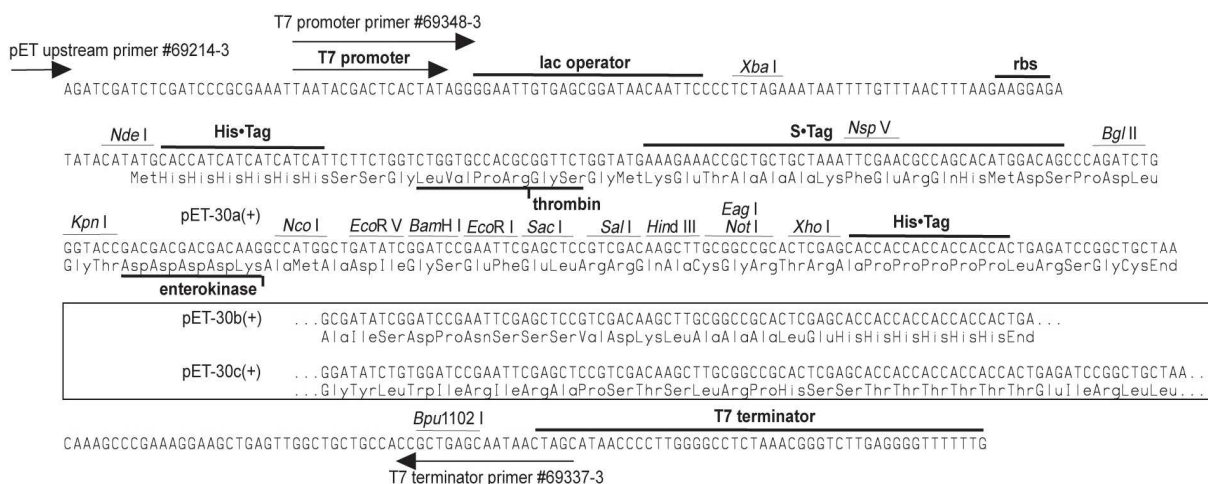 T7 promoter primer #69348-3
pET upstream primer #69214-3
T7 promoter
lac operator
Xba I
rbs
AGATCGATCTCGATCCCGCGAAATTAATACGACTCACTATAGGGGAATTGTGAGCGGATAACAATTCCCCTCTAGAAATAATTTTGTTTAACTTTAAGAAGGAGA
Nde I
His•Tag
S•Tag
Nsp V
Bgl II
TATACATATGCACCATCATCATCATCATTCTTCTGGTCTGGTGCCACGCGGTTCTGGTATGAAAGAAACCGCTGCTGCTAAATTCGAACGCCAGCACATGGACAGCCCAGATCTG
MetHisHisHisHisHisHisSerSerGlyLeuValProArgGlySerGlyMetLysGluThrAlaAlaAlaLysPheGluArgGlnHisMetAspSerProAspLeu
thrombin
Kpn I
pET-30a(+)
Nco I
EcoR V
BamH I
EcoR I
Sac I
Sal I
Hind III
Eag I
Not I
Xho I
His•Tag
GGTACCGACGACGACGACAAGGCCATGGCTGATATCGGATCCGAATTCGAGCTCCGTCGACAAGCTTGCGGCCGCACTCGAGCACCACCACCACCACCACTGAGATCCGGCTGCTAA
GlyThrAspAspAspAspLysAlaMetAlaAspIleGlySerGluPheGluLeuArgArgGlnAlaCysGlyArgThrArgAlaProProProProProLeuArgSerGlyCysEnd
enterokinase
pET-30b(+) ...GCGATATCGGATCCGAATTCGAGCTCCGTCGACAAGCTTGCGGCCGCACTCGAGCACCACCACCACCACCACTGA...
AlaIleSerAspProAsnSerSerSerValAspLysLeuAlaAlaAlaLeuGluHisHisHisHisHisHisEnd
pET-30c(+) ...GGATATCTGTGGATCCGAATTCGAGCTCCGTCGACAAGCTTGCGGCCGCACTCGAGCACCACCACCACCACCACTGAGATCCGGCTGCTAA...
GlyTyrLeuTrpIleArgIleArgAlaProSerThrSerLeuArgProHisSerSerThrThrThrThrThrThrGluIleArgLeuLeu...
Bpu1102 I
T7 terminator
CAAAGCCCGAAAGGAAGCTGAGTTGGCTGCTGCCACCGCTGAGCAATAACTAGCATAACCCCTTGGGGCCTCTAAACGGGTCTTGAGGGGTTTTTTG
T7 terminator primer #69337-3